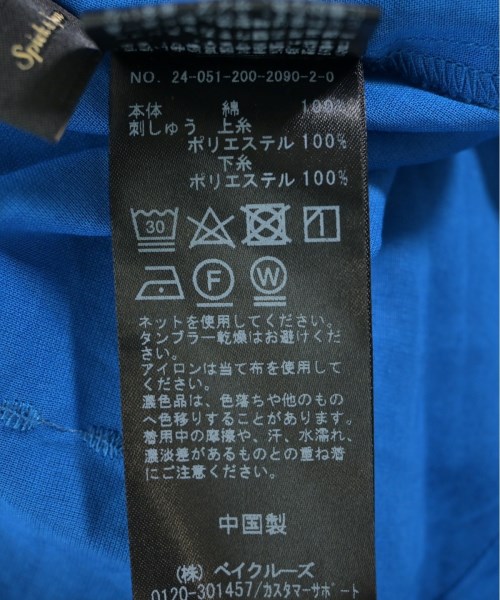 NO. 24-051-200-2090-2-0
本体 綿 100%
刺しゅう 上糸
ポリエステル 100%
下糸
ポリエステル 100%
30
F W
ネットを使用してください。
タンブラー乾燥はお避けくだ
さい。
アイロンは当て布を使用して
ください。
濃色品は、色落ちや他のもの
へ色移りすることがあります。
着用中の摩擦や、汗、水濡れ、
濃淡差があるものとの重ね着
にご注意ください。
中国製
(株) ベイクルーズ
0120-301457/カスタマーサポート